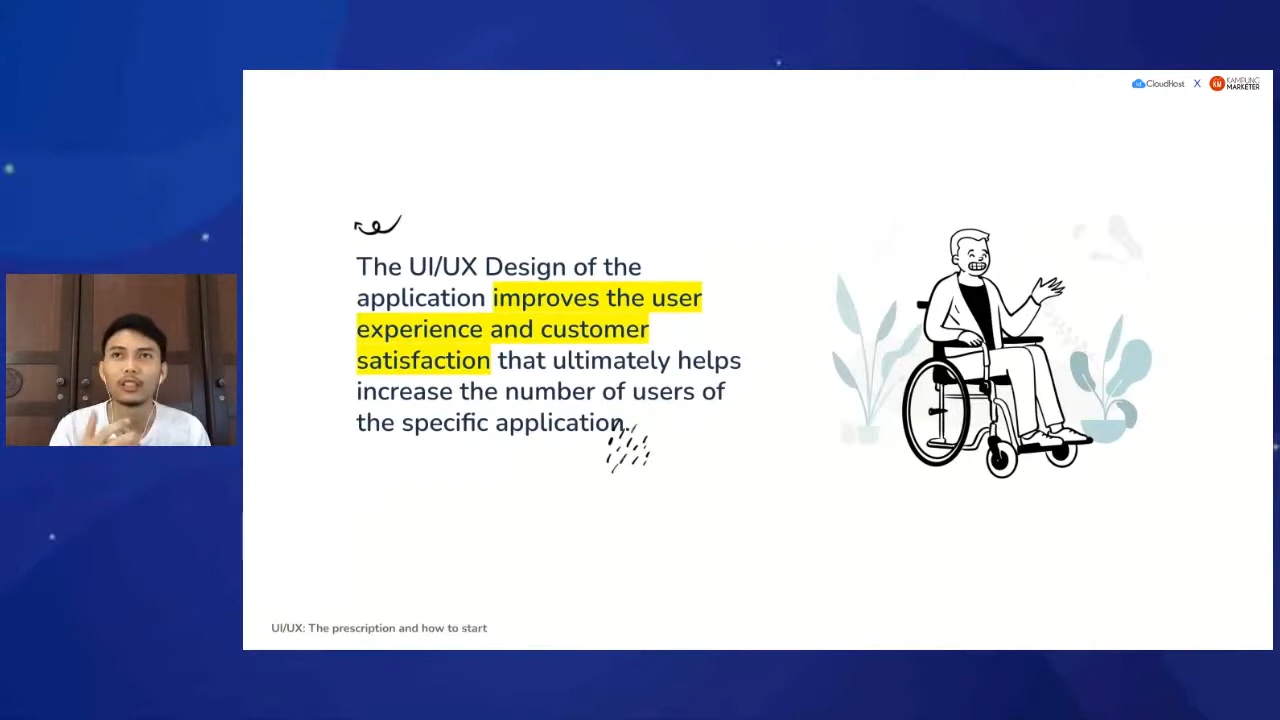 CloudHost X KAMPUNG MARKETER
The UI/UX Design of the
application improves the user
experience and customer
satisfaction that ultimately helps
increase the number of users of
the specific application.
UI/UX: The prescription and how to start